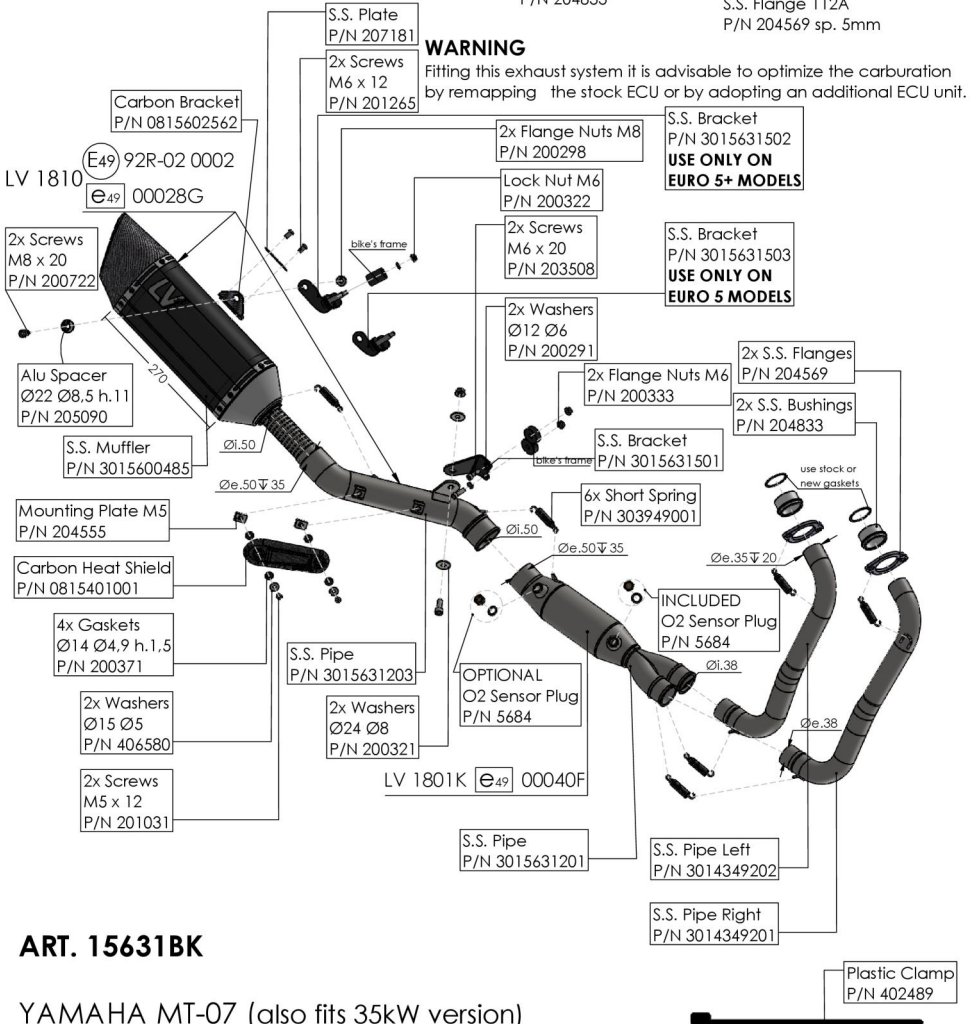 P/N 204833
S.S. Flange 112A
P/N 204569 sp. 5mm
S.S. Plate
P/N 207181
WARNING
Fitting this exhaust system it is advisable to optimize the carburation
by remapping the stock ECU or by adopting an additional ECU unit.
2x Screws
M6 x 12
P/N 201265
Carbon Bracket
P/N 0815602562
S.S. Bracket
P/N 3015631502
USE ONLY ON
EURO 5+ MODELS
2x Flange Nuts M8
P/N 200298
LV 1810 E49 92R-02 0002
e49 00028G
Lock Nut M6
P/N 200322
2x Screws
M8 x 20
P/N 200722
2x Screws
M6 x 20
P/N 203508
S.S. Bracket
P/N 3015631503
USE ONLY ON
EURO 5 MODELS
bike's frame
LV
2x Washers
Ø12 Ø6
P/N 200291
270
Alu Spacer
Ø22 Ø8,5 h.11
P/N 205090
2x Flange Nuts M6
P/N 200333
2x S.S. Flanges
P/N 204569
2x S.S. Bushings
P/N 204833
S.S. Muffler
P/N 3015600485
Øi.50
bike's frame
S.S. Bracket
P/N 3015631501
use stock or
new gaskets
Øe.50↧35
6x Short Spring
P/N 303949001
Mounting Plate M5
P/N 204555
Øi.50
Øe.50↧35
Øe.35↧20
Carbon Heat Shield
P/N 0815401001
INCLUDED
O2 Sensor Plug
P/N 5684
4x Gaskets
Ø14 Ø4,9 h.1,5
P/N 200371
S.S. Pipe
P/N 3015631203
OPTIONAL
O2 Sensor Plug
P/N 5684
Øi.38
2x Washers
Ø15 Ø5
P/N 406580
2x Washers
Ø24 Ø8
P/N 200321
Øe.38
LV 1801K e49 00040F
2x Screws
M5 x 12
P/N 201031
S.S. Pipe
P/N 3015631201
S.S. Pipe Left
P/N 3014349202
S.S. Pipe Right
P/N 3014349201
ART. 15631BK
Plastic Clamp
P/N 402489
YAMAHA MT-07 (also fits 35kW version)